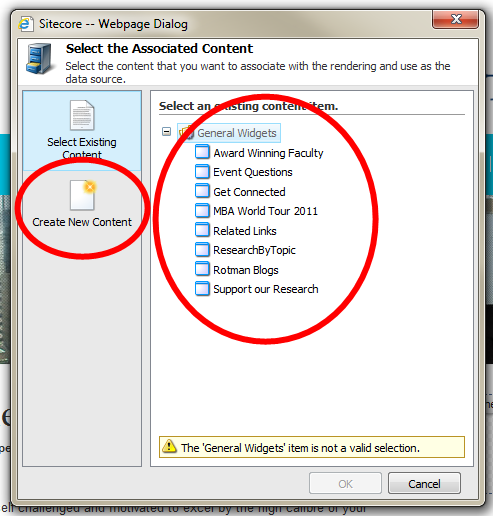 Sitecore -- Webpage Dialog
Select the Associated Content
Select the content that you want to associate with the rendering and use as the
data source.
Select Existing
Content
Create New Content
Select an existing content item.
General Widgets
Award Winning Faculty
Event Questions
Get Connected
MBA World Tour 2011
Related Links
ResearchByTopic
Rotman Blogs
Support our Research
The 'General Widgets' item is not a valid selection.
OK
Cancel
elf challenged and motivated to excel by the high calibre of your